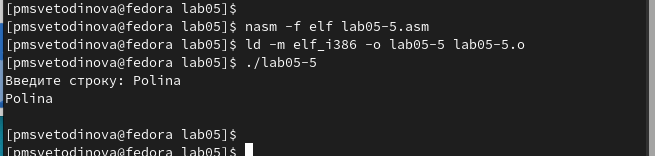 [pmsvetodinova@fedora lab05]$
[pmsvetodinova@fedora lab05]$ nasm -f elf lab05-5.asm
[pmsvetodinova@fedora lab05]$ ld -m elf_i386 -o lab05-5 lab05-5.o
[pmsvetodinova@fedora lab05]$ ./lab05-5
Введите строку: Polina
Polina
[pmsvetodinova@fedora lab05]$
[pmsvetodinova@fedora lab05]$